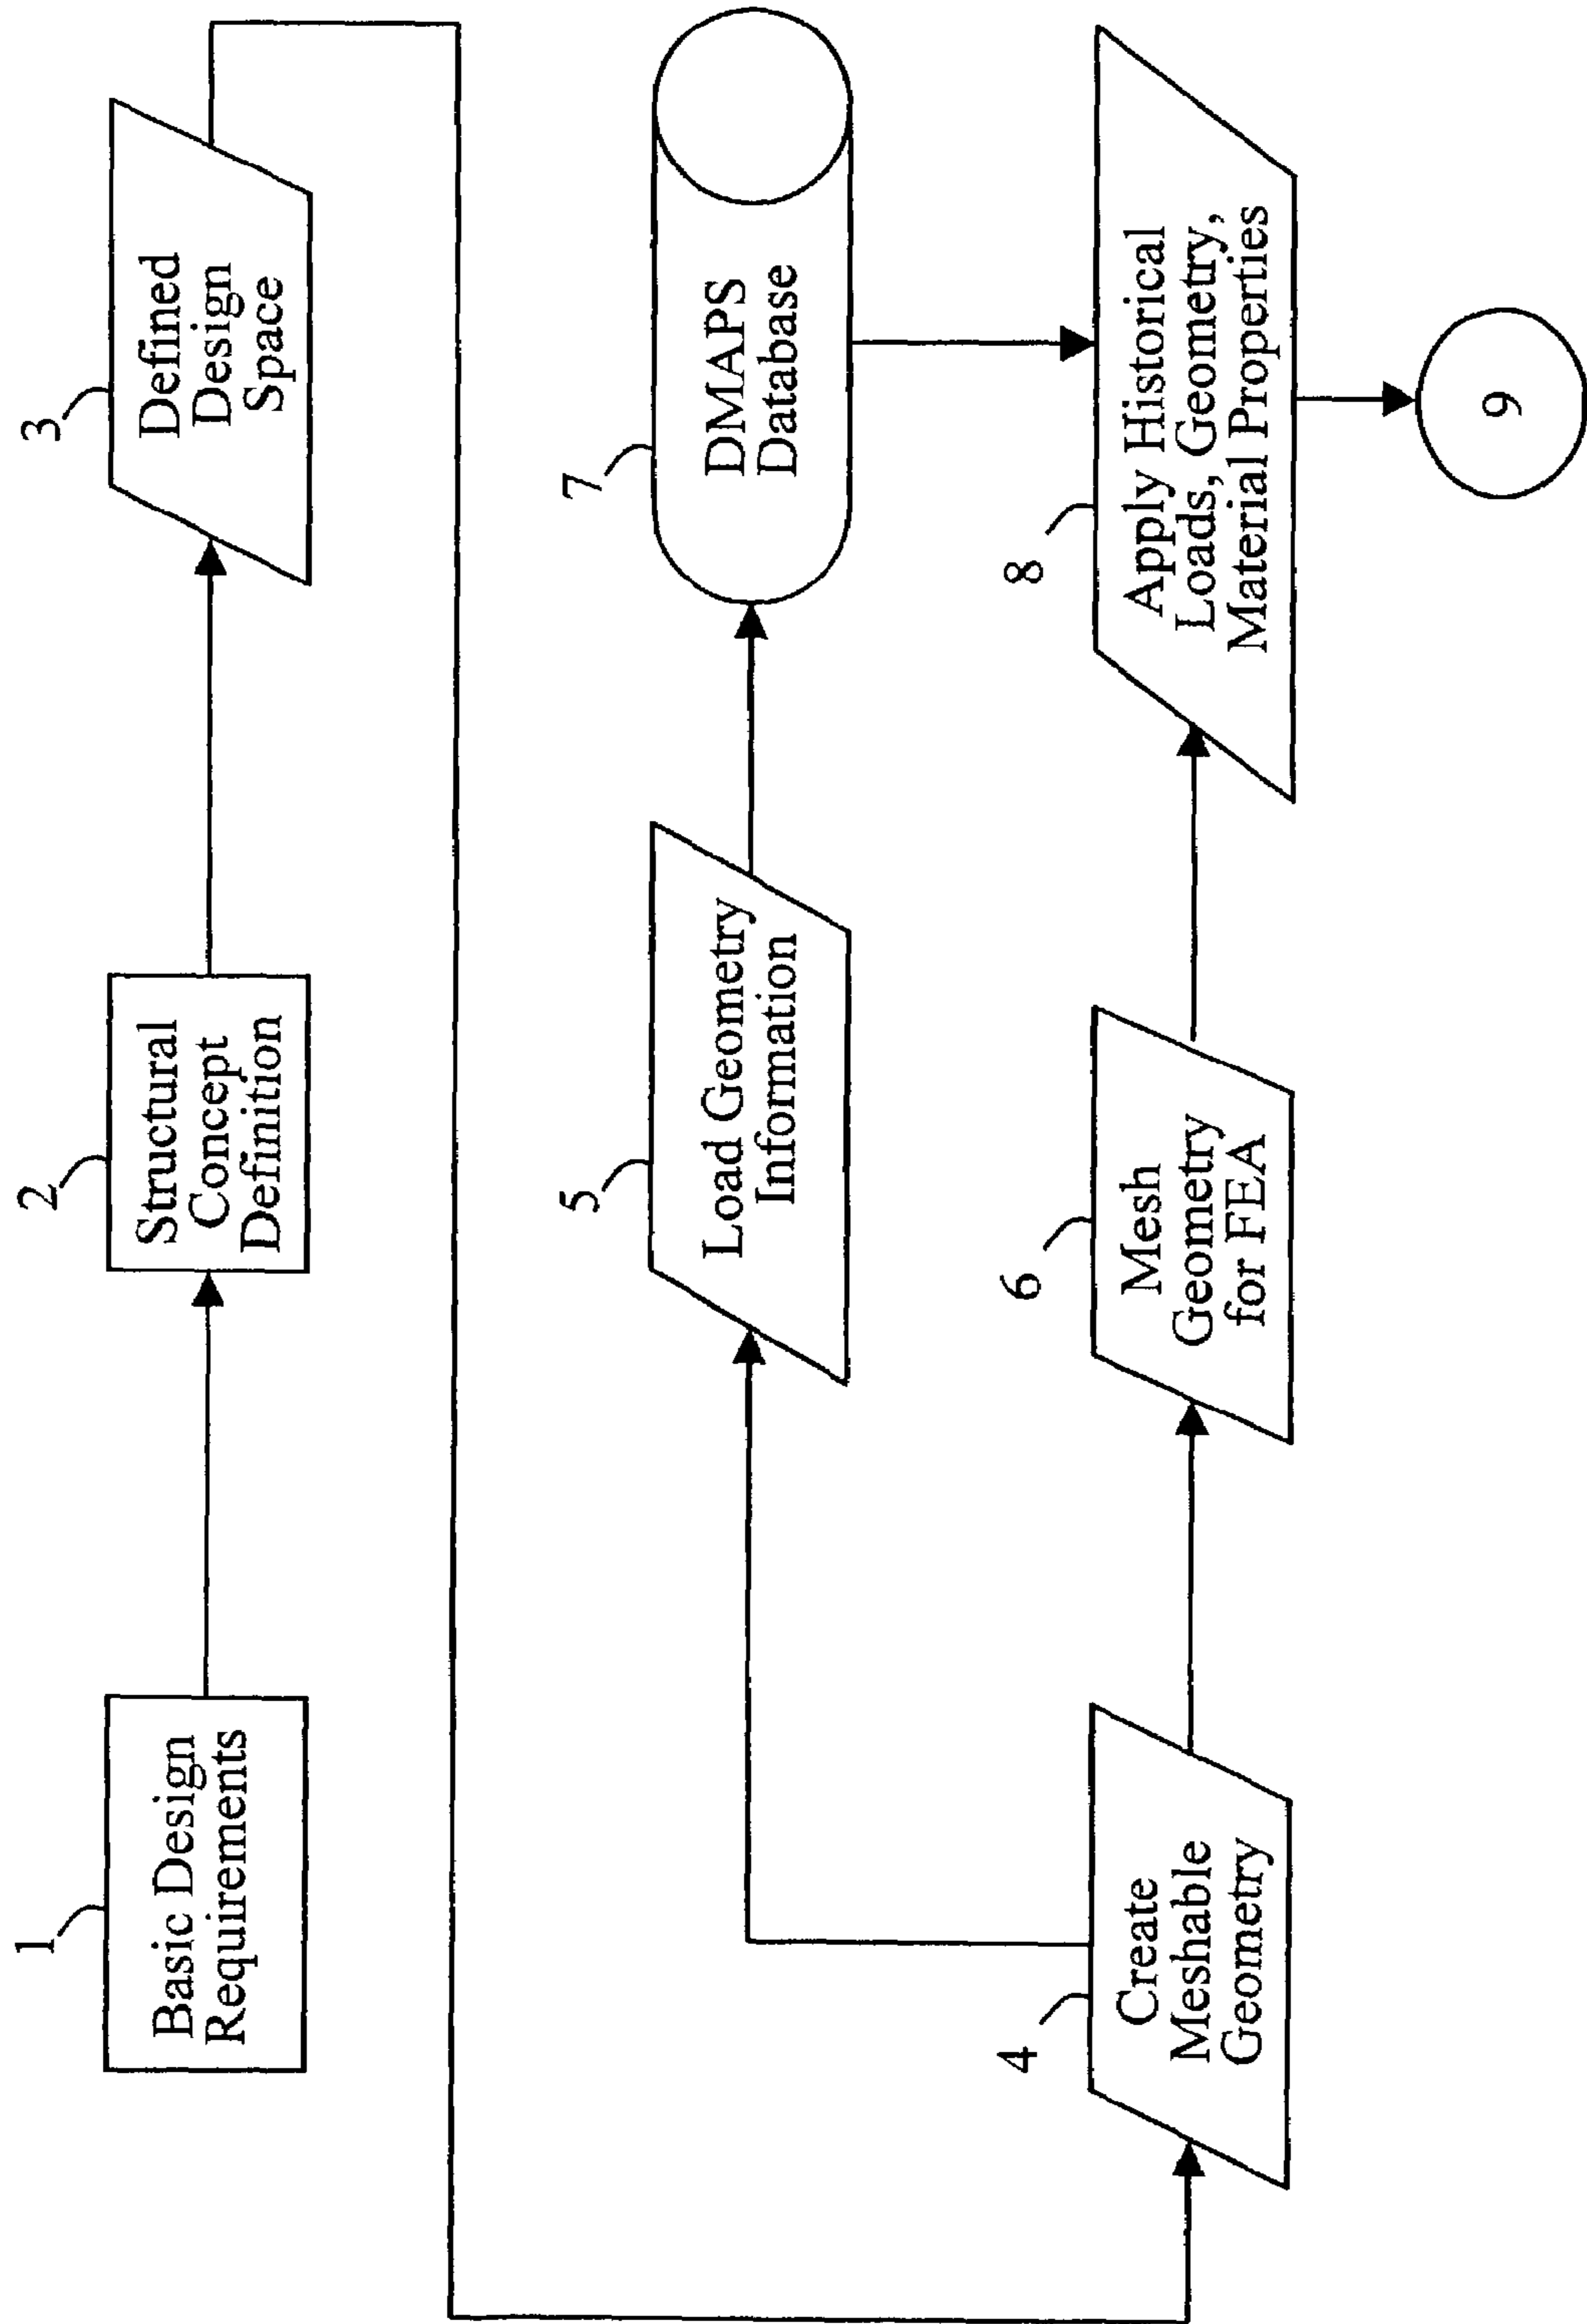 1
Basic Design
Requirements
2
Structural
Concept
Definition
3
Defined
Design
Space
4
Create
Meshable
Geometry
5
Load Geometry
Information
6
Mesh
Geometry
for FEA
7
DMAPS
Database
8
Apply Historical
Loads, Geometry,
Material Properties
9